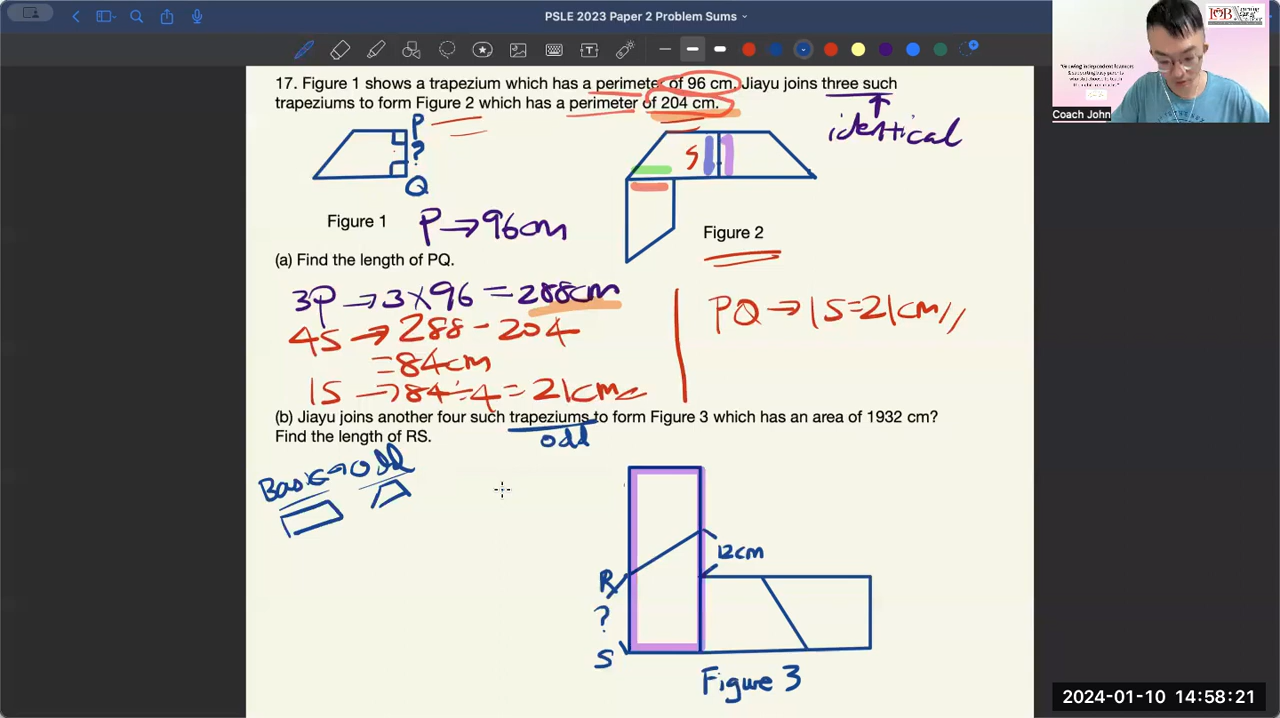 PSLE 2023 Paper 2 Problem Sums
17. Figure 1 shows a trapezium which has a perimeter of 96 cm. Jiayu joins three such
trapeziums to form Figure 2 which has a perimeter of 204 cm.
identical
P
?
Q
S
Figure 1
P → 96cm
Figure 2
(a) Find the length of PQ.
3P → 3×96 = 288cm
4S → 288 - 204
= 84cm
1S → 84÷4 = 21cm
PQ → 1S = 21cm//
(b) Jiayu joins another four such trapeziums to form Figure 3 which has an area of 1932 cm?
Find the length of RS.
odd
Basic → Odd
12cm
R
?
S
Figure 3
Coach John
2024-01-10 14:58:21